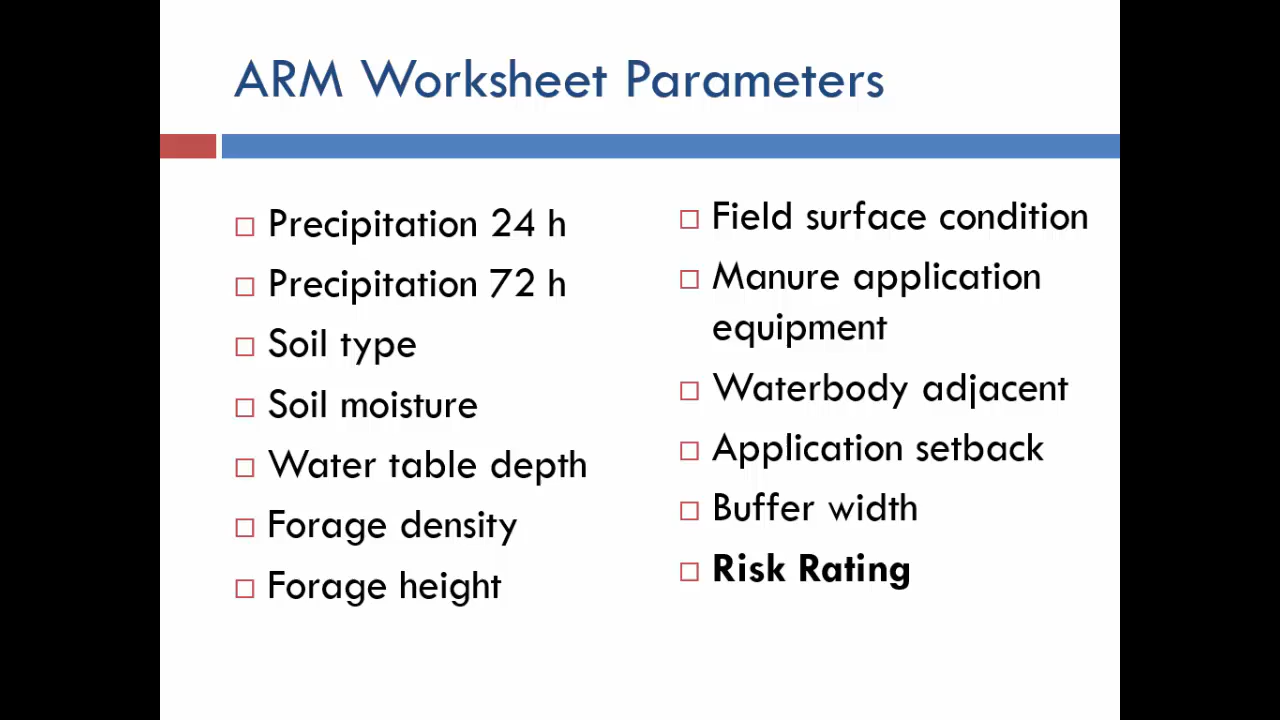 ARM Worksheet Parameters
Precipitation 24 h
Precipitation 72 h
Soil type
Soil moisture
Water table depth
Forage density
Forage height
Field surface condition
Manure application
equipment
Waterbody adjacent
Application setback
Buffer width
Risk Rating